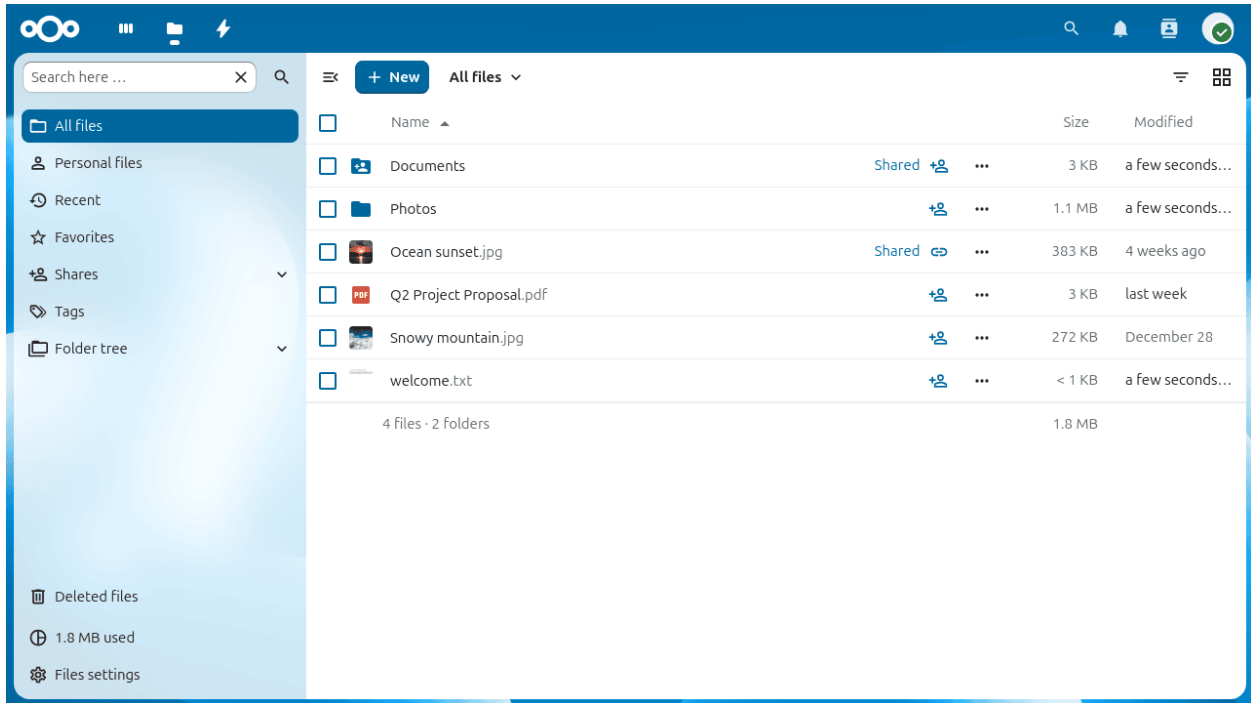 Search here …
New
All files
All files
Personal files
Recent
Favorites
Shares
Tags
Folder tree
Deleted files
1.8 MB used
Files settings
Name Size Modified
Documents Shared 3 KB a few seconds…
Photos 1.1 MB a few seconds…
Ocean sunset.jpg Shared 383 KB 4 weeks ago
PDF Q2 Project Proposal.pdf 3 KB last week
Snowy mountain.jpg 272 KB December 28
welcome.txt < 1 KB a few seconds…
4 files · 2 folders 1.8 MB